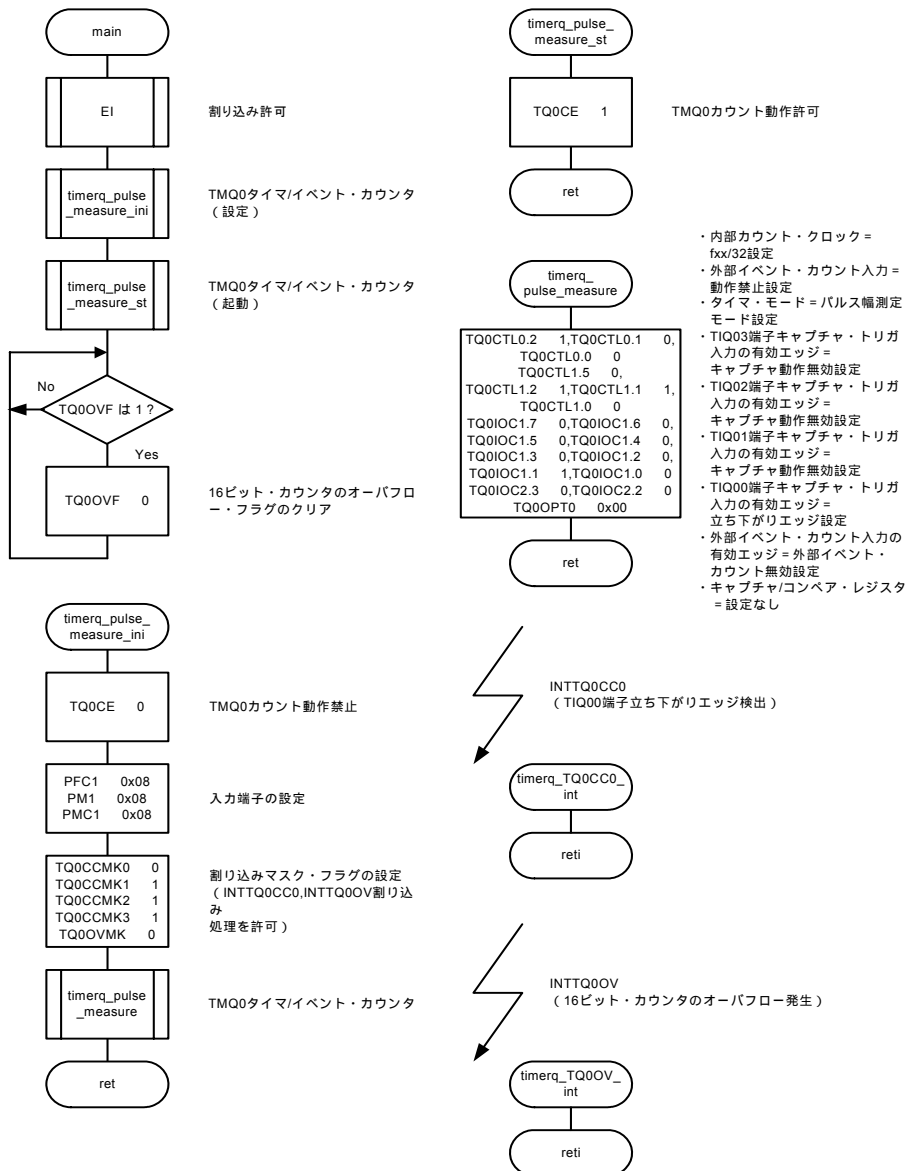 main
EI
割り込み許可
timerq_pulse
_measure_ini
TMQ0タイマ/イベント・カウンタ
（設定）
timerq_pulse
_measure_st
TMQ0タイマ/イベント・カウンタ
（起動）
No
TQ0OVF は 1 ?
Yes
TQ0OVF 0
16ビット・カウンタのオーバフロ
ー・フラグのクリア
timerq_pulse_
measure_ini
TQ0CE 0
TMQ0カウント動作禁止
PFC1 0x08
PM1 0x08
PMC1 0x08
入力端子の設定
TQ0CCMK0 0
TQ0CCMK1 1
TQ0CCMK2 1
TQ0CCMK3 1
TQ0OVMK 0
割り込みマスク・フラグの設定
（INTTQ0CC0,INTTQ0OV割り込
み
処理を許可）
timerq_pulse
_measure
TMQ0タイマ/イベント・カウンタ
ret
timerq_pulse_
measure_st
TQ0CE 1
TMQ0カウント動作許可
ret
timerq_
pulse_measure
TQ0CTL0.2 1,TQ0CTL0.1 0,
TQ0CTL0.0 0
TQ0CTL1.5 0,
TQ0CTL1.2 1,TQ0CTL1.1 1,
TQ0CTL1.0 0
TQ0IOC1.7 0,TQ0IOC1.6 0,
TQ0IOC1.5 0,TQ0IOC1.4 0,
TQ0IOC1.3 0,TQ0IOC1.2 0,
TQ0IOC1.1 1,TQ0IOC1.0 0
TQ0IOC2.3 0,TQ0IOC2.2 0
TQ0OPT0 0x00
ret
・内部カウント・クロック =
fxx/32設定
・外部イベント・カウント入力 =
動作禁止設定
・タイマ・モード = パルス幅測定
モード設定
・TIQ03端子キャプチャ・トリガ
入力の有効エッジ =
キャプチャ動作無効設定
・TIQ02端子キャプチャ・トリガ
入力の有効エッジ =
キャプチャ動作無効設定
・TIQ01端子キャプチャ・トリガ
入力の有効エッジ =
キャプチャ動作無効設定
・TIQ00端子キャプチャ・トリガ
入力の有効エッジ =
立ち下がりエッジ設定
・外部イベント・カウント入力の
有効エッジ = 外部イベント・
カウント無効設定
・キャプチャ/コンペア・レジスタ
= 設定なし
INTTQ0CC0
（TIQ00端子立ち下がりエッジ検出）
timerq_TQ0CC0_
int
reti
INTTQ0OV
（16ビット・カウンタのオーバフロー発生）
timerq_TQ0OV_
int
reti